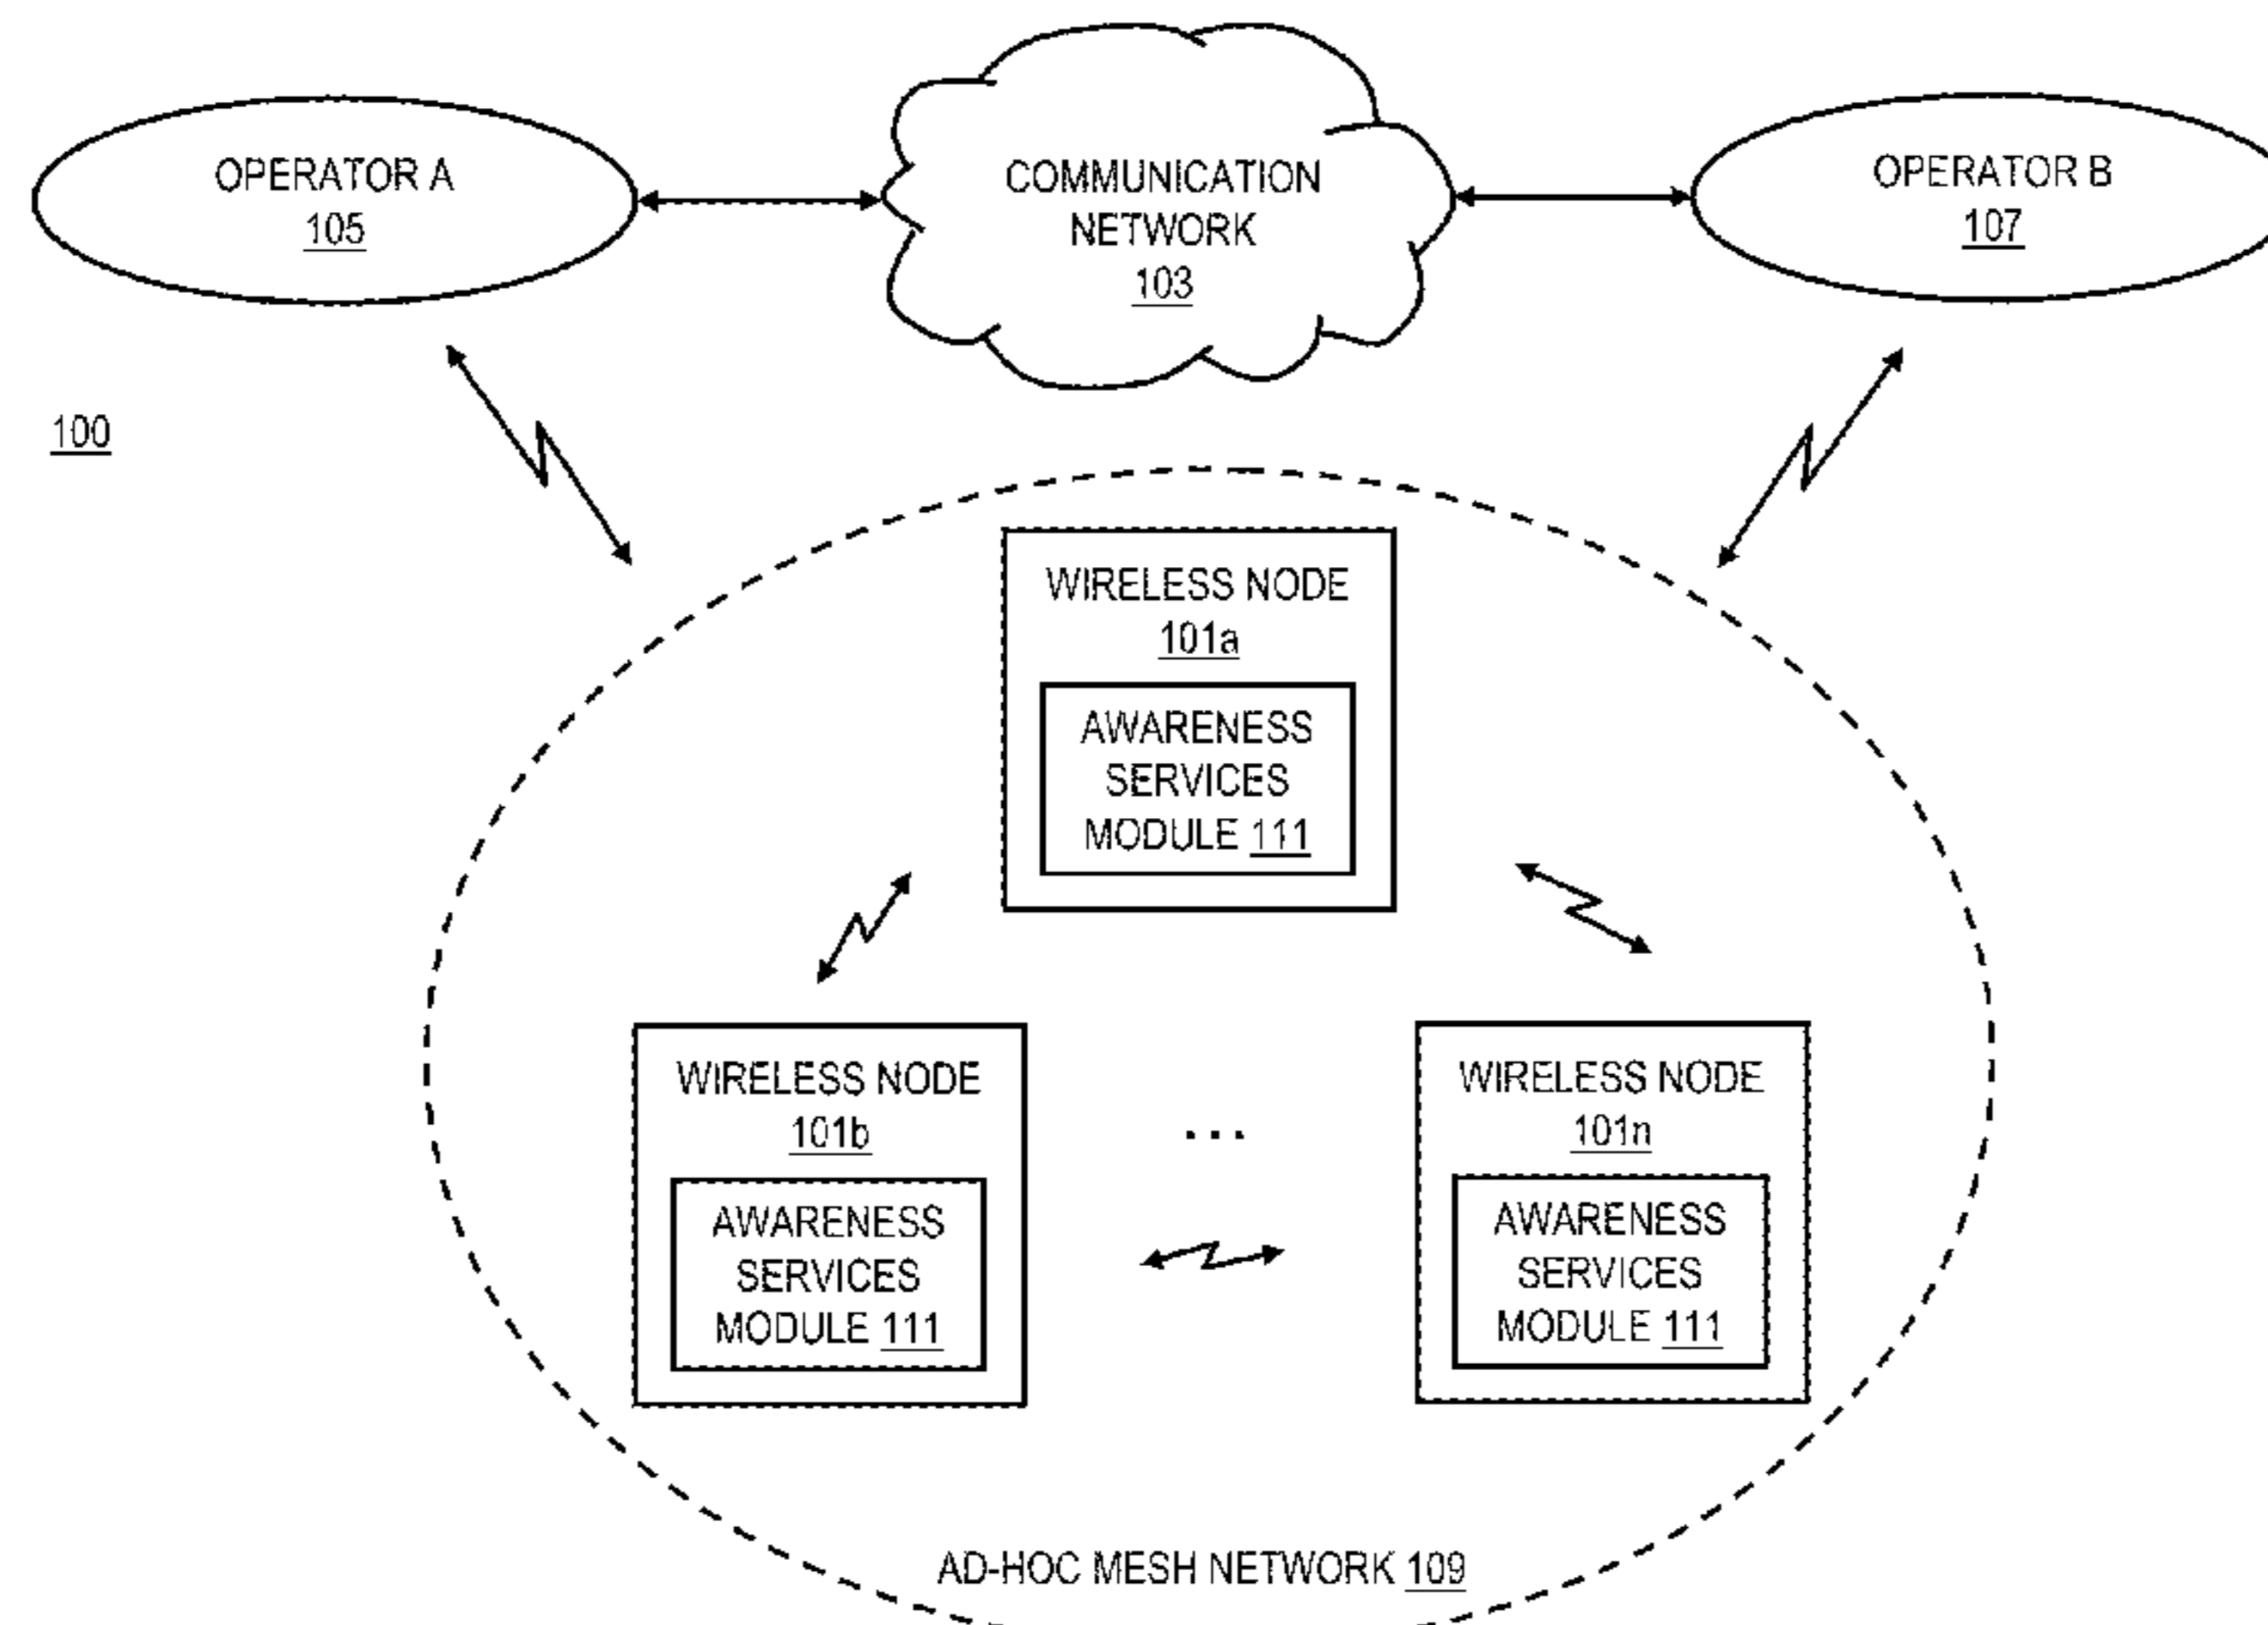 OPERATOR A
105
COMMUNICATION
NETWORK
103
OPERATOR B
107
100
WIRELESS NODE
101a
AWARENESS
SERVICES
MODULE 111
WIRELESS NODE
101b
AWARENESS
SERVICES
MODULE 111
...
WIRELESS NODE
101n
AWARENESS
SERVICES
MODULE 111
AD-HOC MESH NETWORK 109